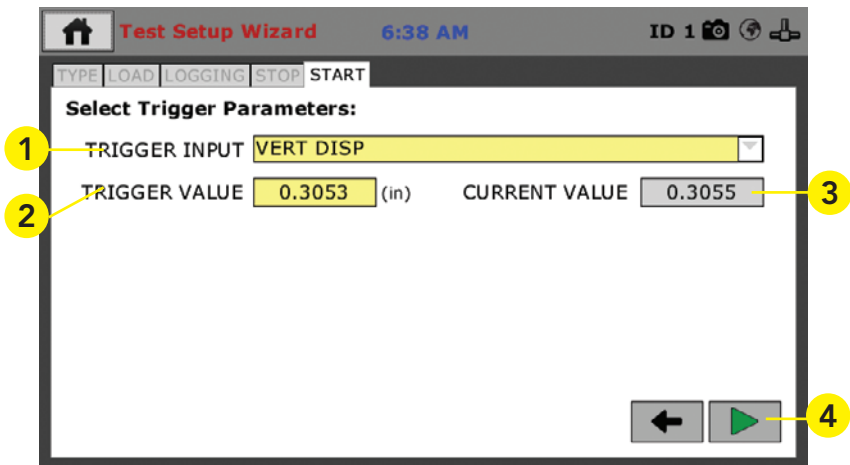 Test Setup Wizard 6:38 AM ID 1
TYPE LOAD LOGGING STOP START
Select Trigger Parameters:
1 TRIGGER INPUT VERT DISP
2 TRIGGER VALUE 0.3053 (in) CURRENT VALUE 0.3055 3
4